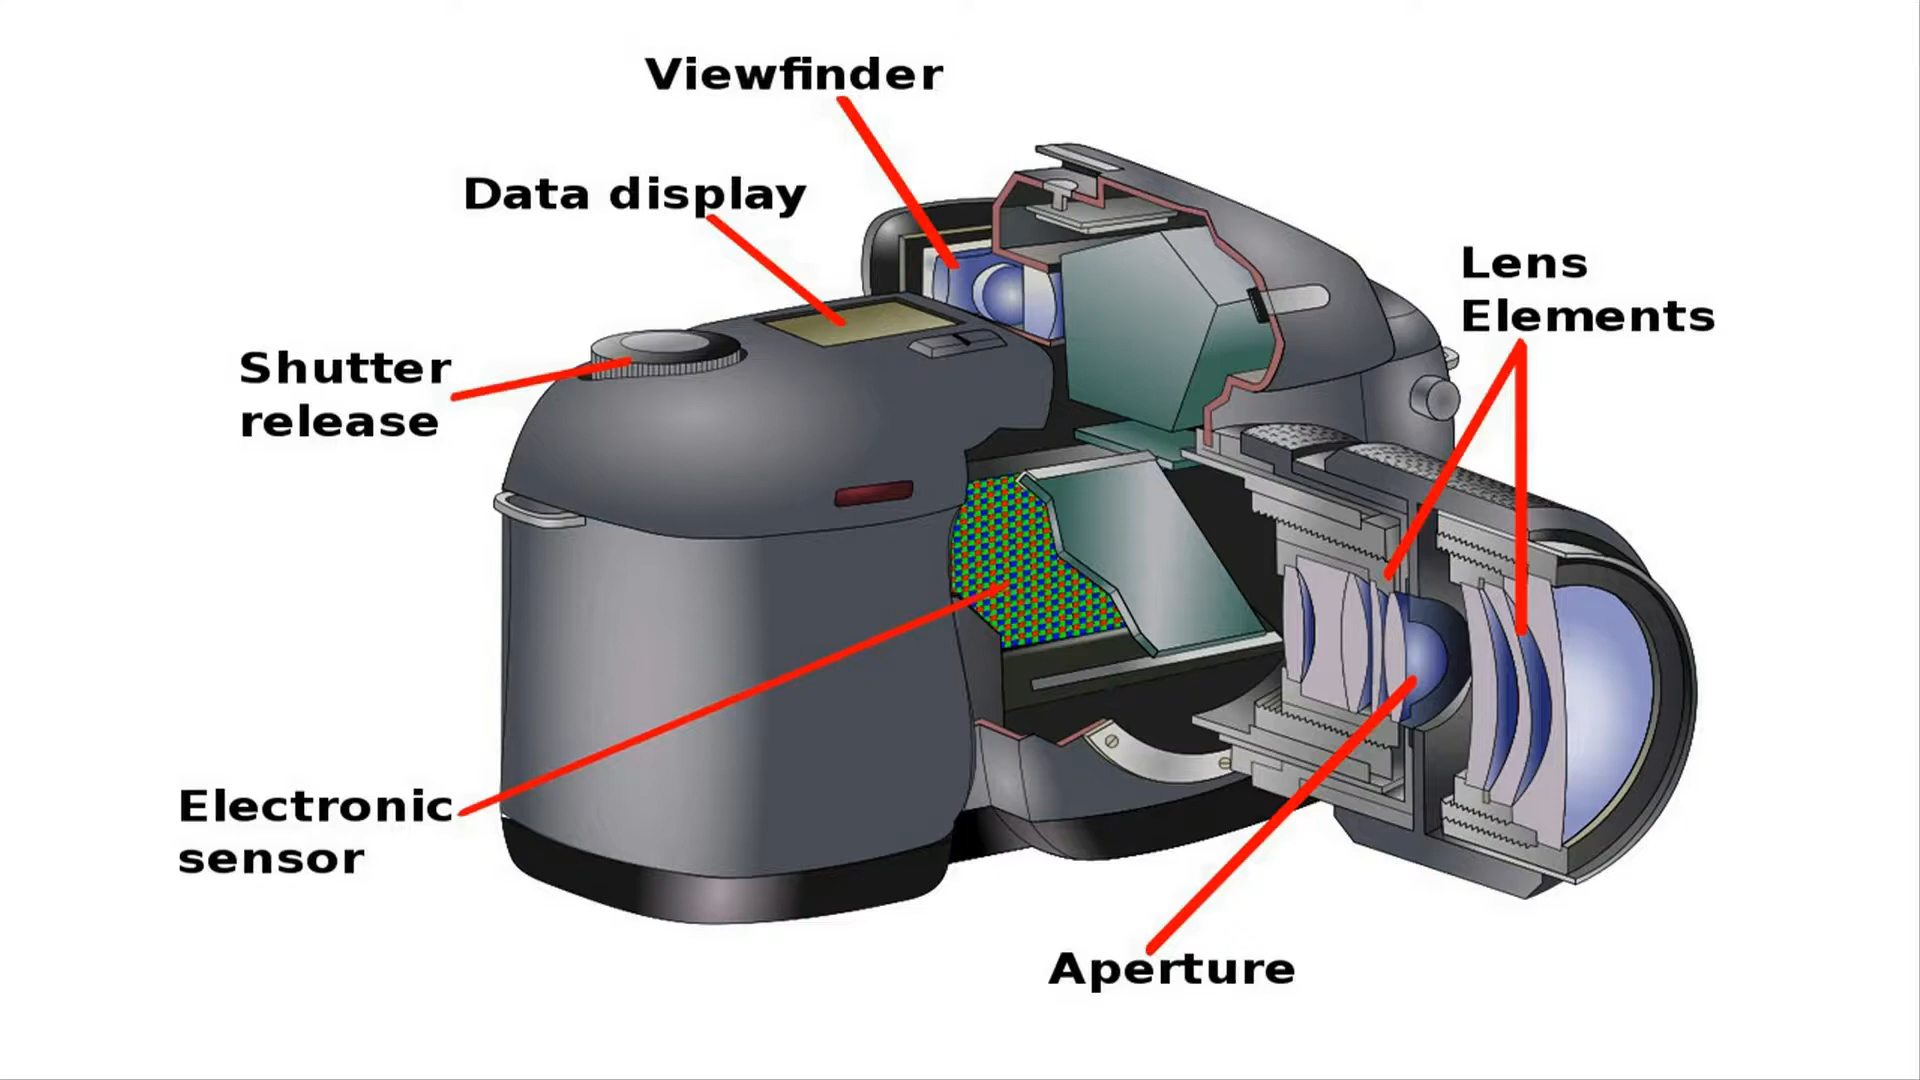 Viewfinder
Data display
Lens
Elements
Shutter
release
Electronic
sensor
Aperture